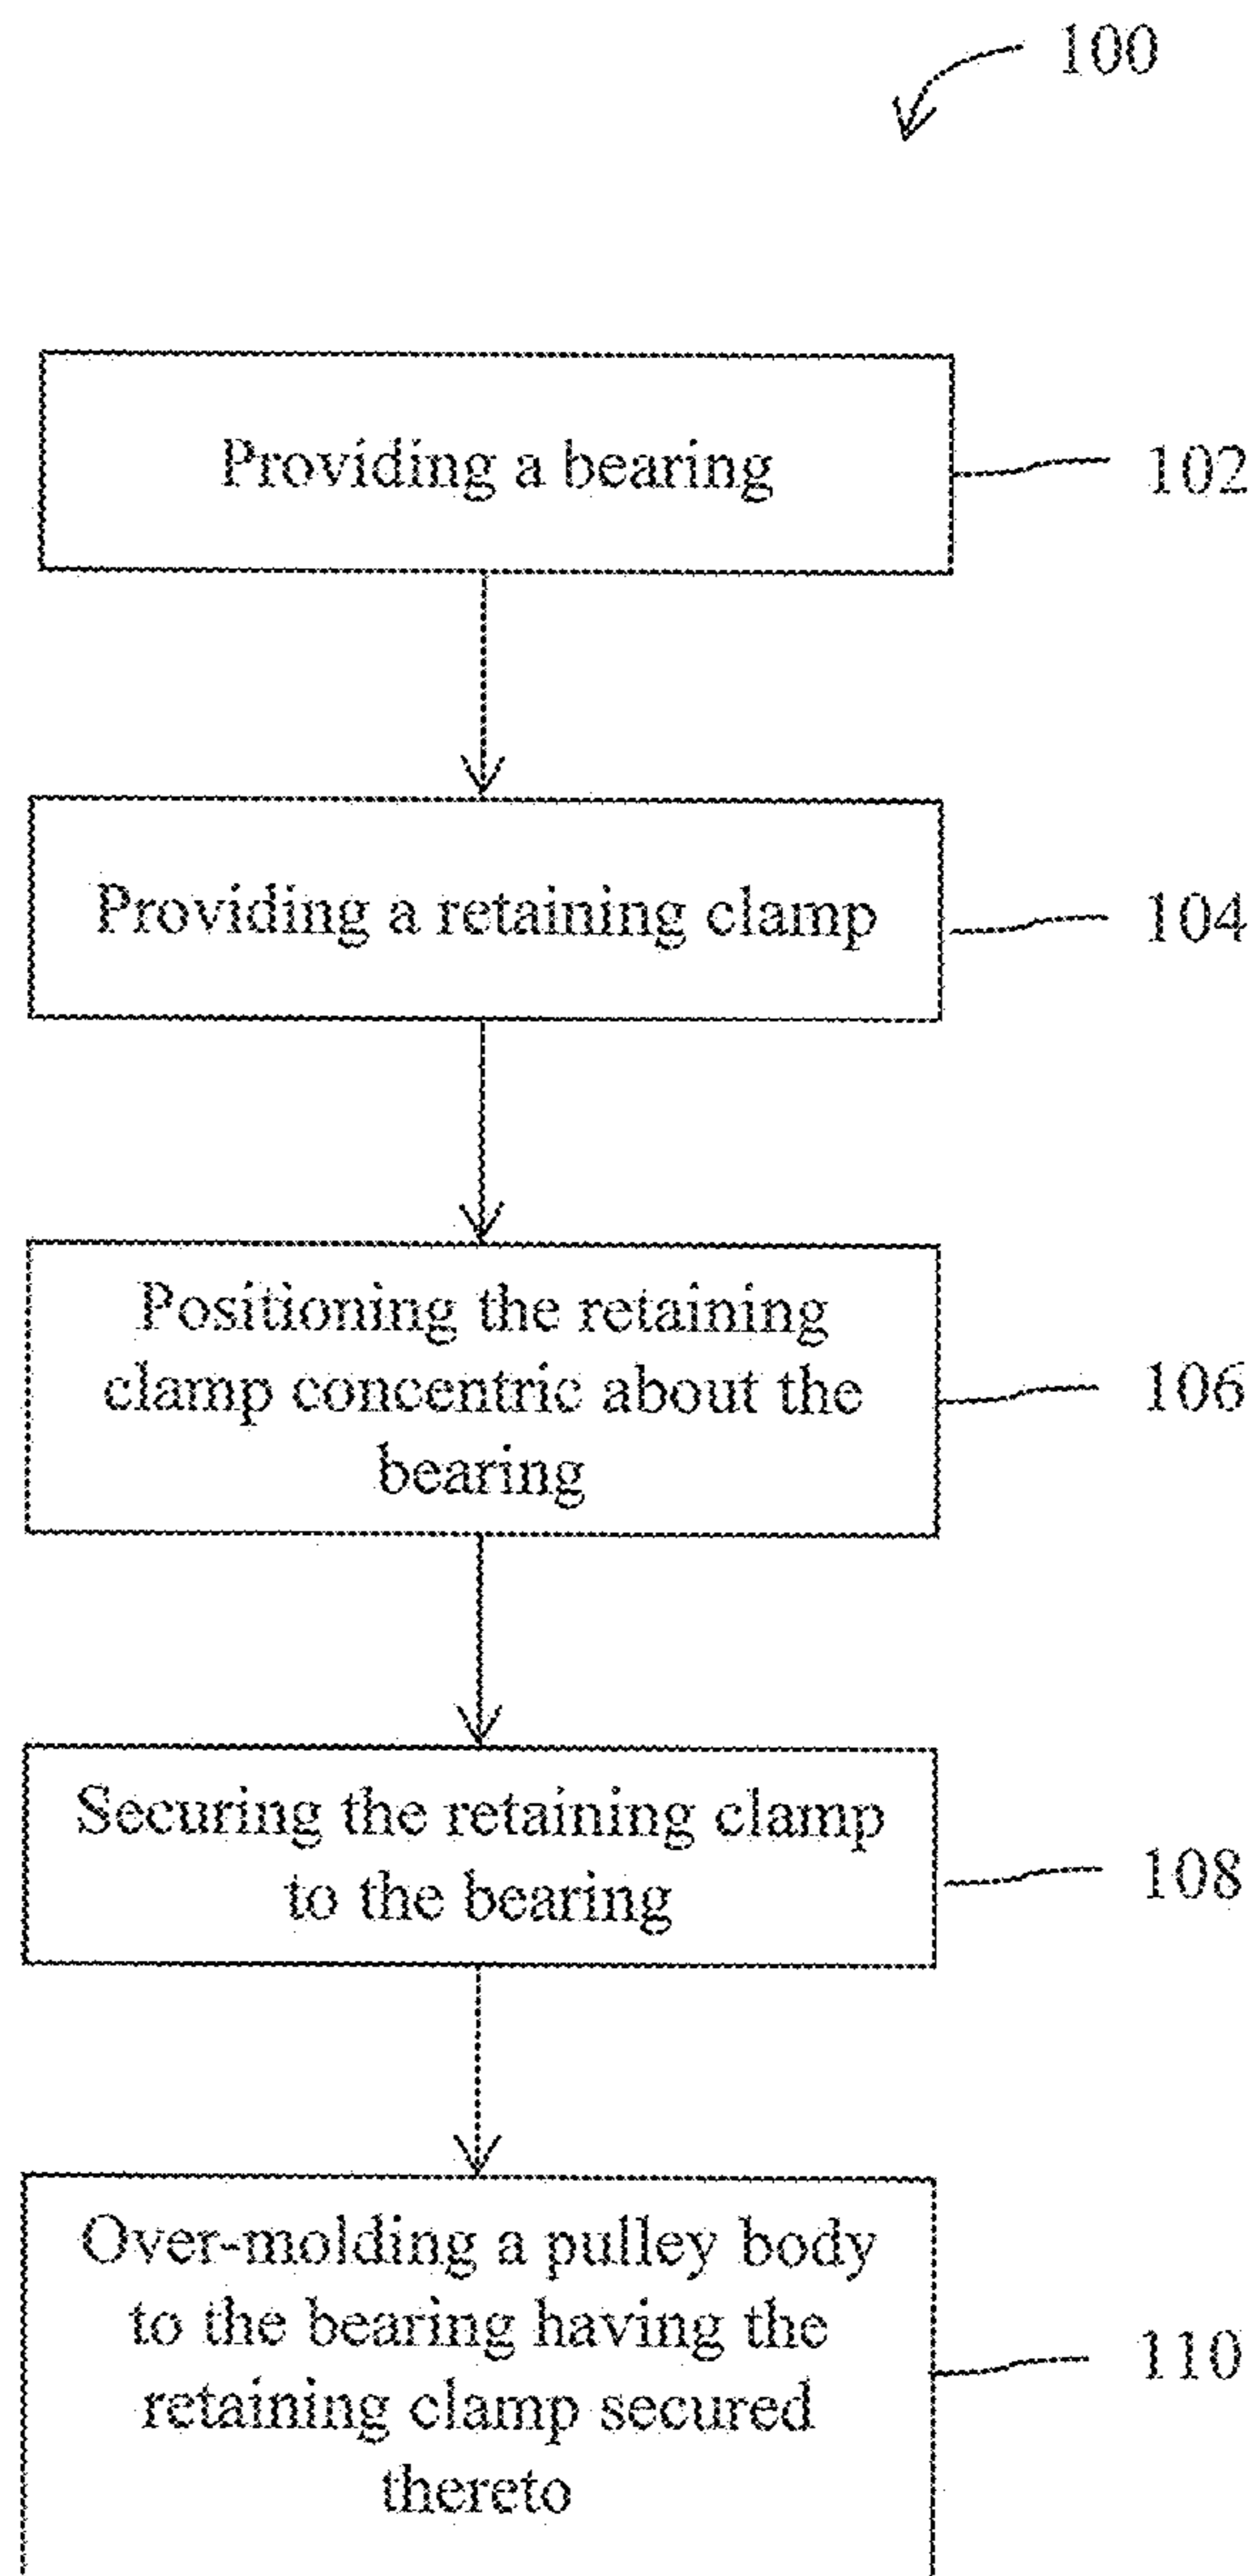 100
Providing a bearing
102
Providing a retaining clamp
104
Positioning the retaining
clamp concentric about the
bearing
106
Securing the retaining clamp
to the bearing
108
Over-molding a pulley body
to the bearing having the
retaining clamp secured
thereto
110